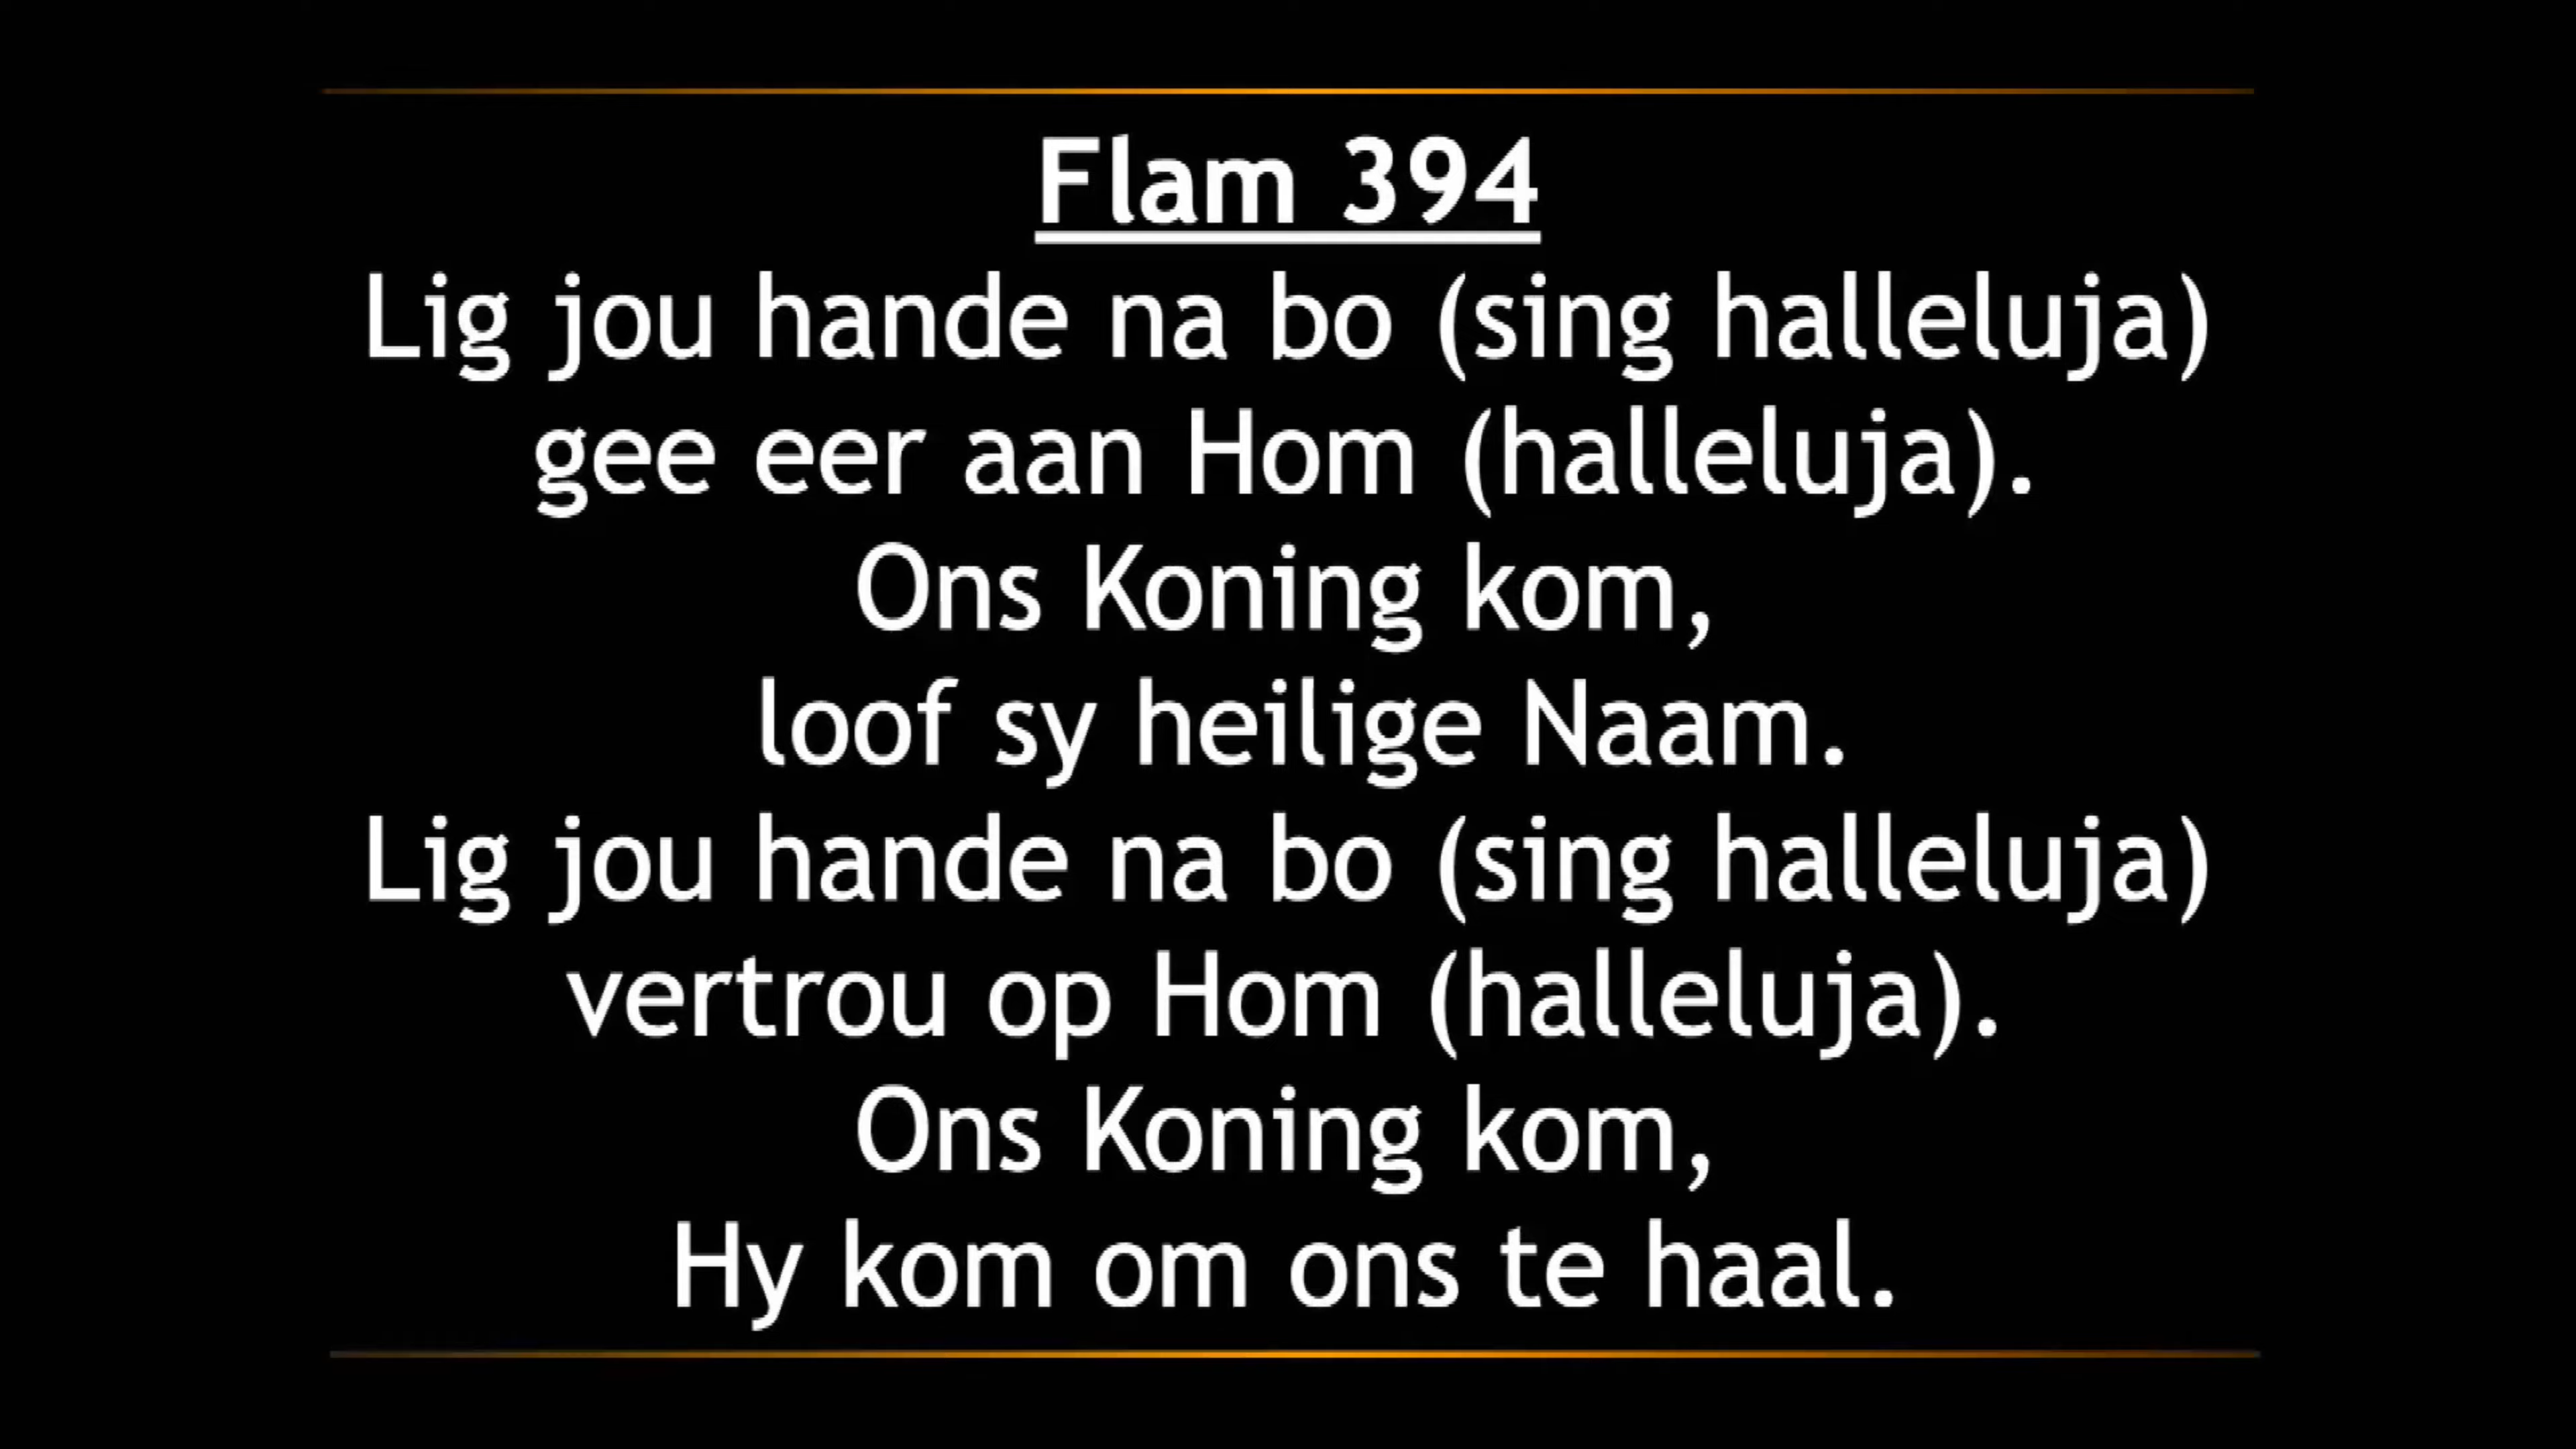 Flam 394
Lig jou hande na bo (sing halleluja)
gee eer aan Hom (halleluja).
Ons Koning kom,
loof sy heilige Naam.
Lig jou hande na bo (sing halleluja)
vertrou op Hom (halleluja).
Ons Koning kom,
Hy kom om ons te haal.